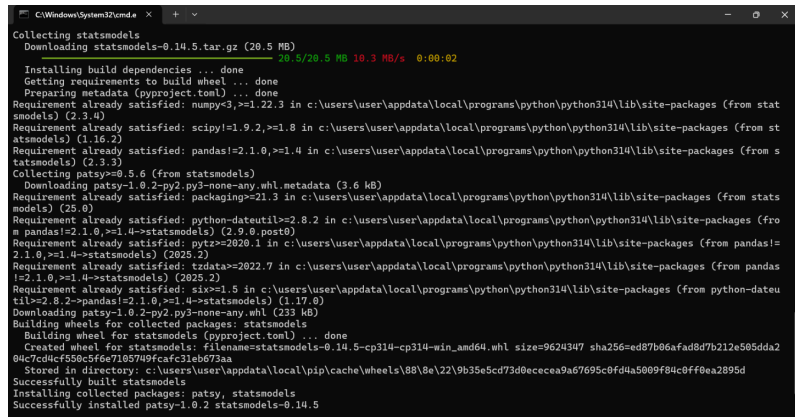 C:\Windows\System32\cmd.e
Collecting statsmodels
Downloading statsmodels-0.14.5.tar.gz (20.5 MB)
20.5/20.5 MB 10.3 MB/s 0:00:02
Installing build dependencies ... done
Getting requirements to build wheel ... done
Preparing metadata (pyproject.toml) ... done
Requirement already satisfied: numpy<3,>=1.22.3 in c:\users\user\appdata\local\programs\python\python314\lib\site-packages (from stat
smodels) (2.3.4)
Requirement already satisfied: scipy!=1.9.2,>=1.8 in c:\users\user\appdata\local\programs\python\python314\lib\site-packages (from st
atsmodels) (1.16.2)
Requirement already satisfied: pandas!=2.1.0,>=1.4 in c:\users\user\appdata\local\programs\python\python314\lib\site-packages (from s
tatsmodels) (2.3.3)
Collecting patsy>=0.5.6 (from statsmodels)
Downloading patsy-1.0.2-py2.py3-none-any.whl.metadata (3.6 kB)
Requirement already satisfied: packaging>=21.3 in c:\users\user\appdata\local\programs\python\python314\lib\site-packages (from stats
models) (25.0)
Requirement already satisfied: python-dateutil>=2.8.2 in c:\users\user\appdata\local\programs\python\python314\lib\site-packages (fro
m pandas!=2.1.0,>=1.4->statsmodels) (2.9.0.post0)
Requirement already satisfied: pytz>=2020.1 in c:\users\user\appdata\local\programs\python\python314\lib\site-packages (from pandas!=
2.1.0,>=1.4->statsmodels) (2025.2)
Requirement already satisfied: tzdata>=2022.7 in c:\users\user\appdata\local\programs\python\python314\lib\site-packages (from pandas
!=2.1.0,>=1.4->statsmodels) (2025.2)
Requirement already satisfied: six>=1.5 in c:\users\user\appdata\local\programs\python\python314\lib\site-packages (from python-dateu
til>=2.8.2->pandas!=2.1.0,>=1.4->statsmodels) (1.17.0)
Downloading patsy-1.0.2-py2.py3-none-any.whl (233 kB)
Building wheels for collected packages: statsmodels
Building wheel for statsmodels (pyproject.toml) ... done
Created wheel for statsmodels: filename=statsmodels-0.14.5-cp314-cp314-win_amd64.whl size=9624347 sha256=ed87b06afad8d7b212e505dda2
04c7cd4cf550c5f6e7105749fcafc31eb673aa
Stored in directory: c:\users\user\appdata\local\pip\cache\wheels\88\8e\22\9b35e5cd73d0ececea9a67695c0fd4a5009f84c0ff0ea2895d
Successfully built statsmodels
Installing collected packages: patsy, statsmodels
Successfully installed patsy-1.0.2 statsmodels-0.14.5